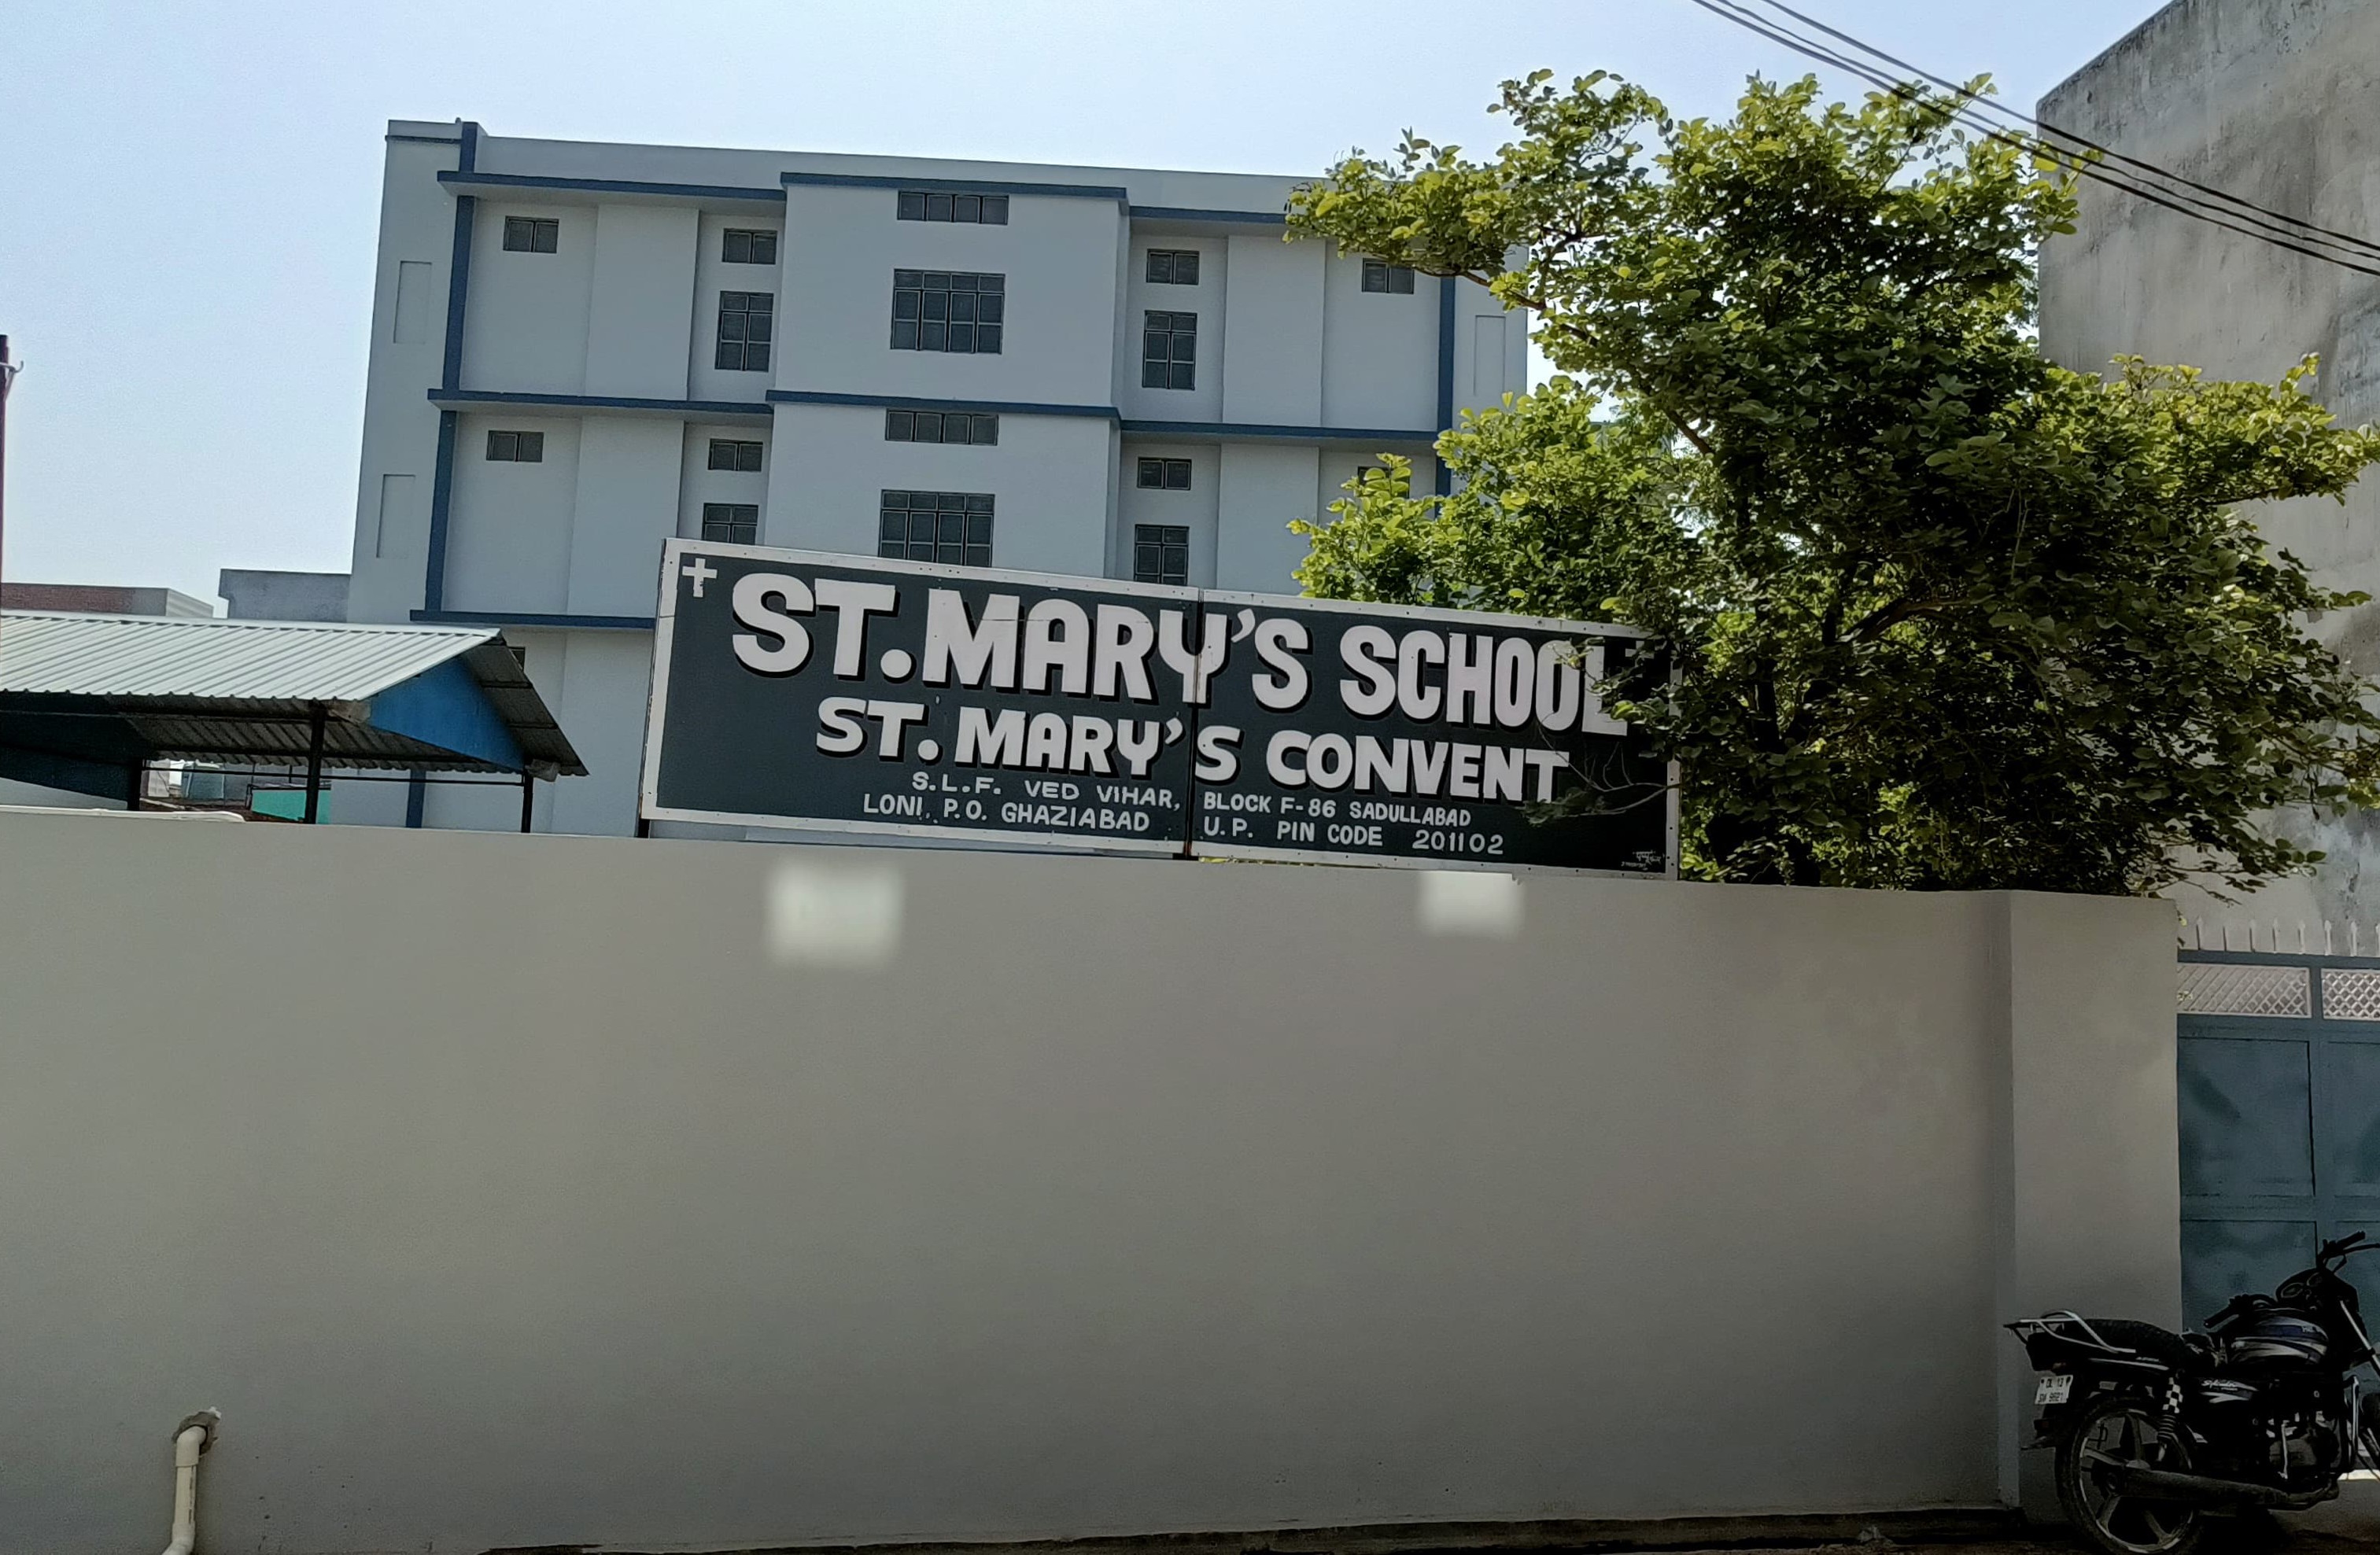 ST. MARY'S SCHOOL
ST. MARY'S CONVENT
S.L.F. VED VIHAR, BLOCK F-86 SADULLABAD
LONI, P.O. GHAZIABAD U.P. PIN CODE 201102